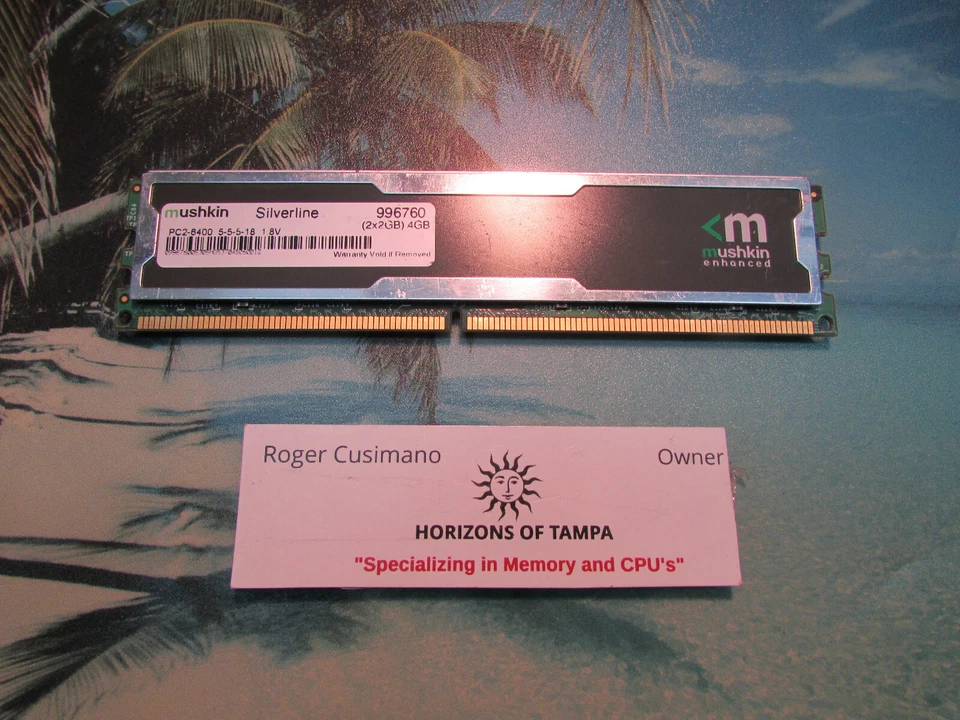 mushkin Silverline 996760
(2x2GB) 4GB
PC2-6400 5-5-5-18 1.8V
Warranty Void if Removed
<m
mushkin
enhanced
Roger Cusimano Owner
HORIZONS OF TAMPA
"Specializing in Memory and CPU's"